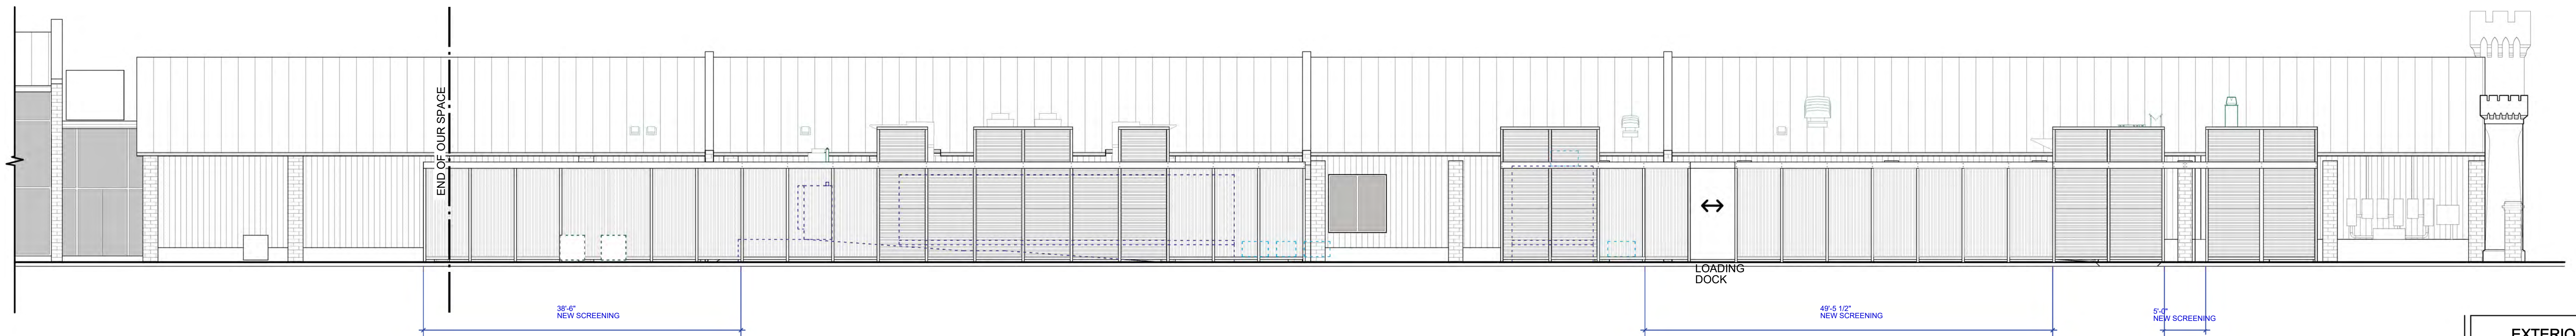 END OF OUR SPACE
LOADING
DOCK
38'-6"
NEW SCREENING
49'-5 1/2"
NEW SCREENING
5'-0"
NEW SCREENING
EXTERIO